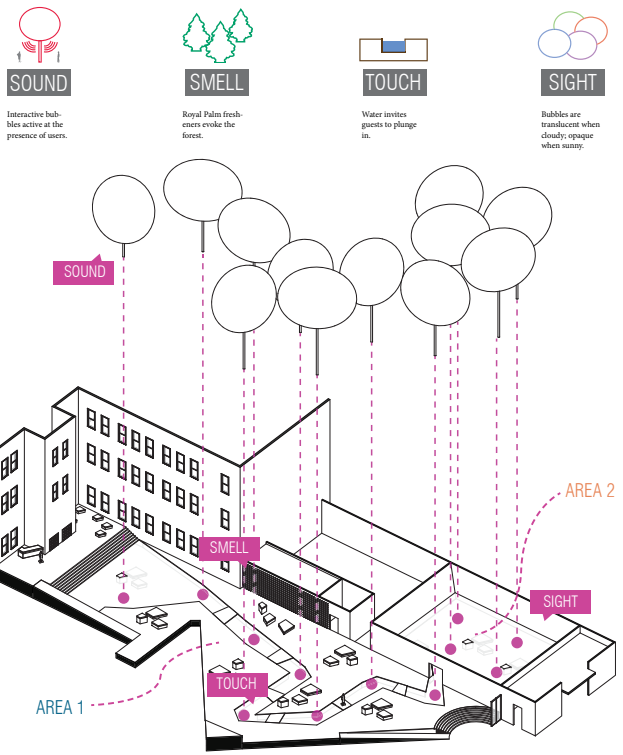 SOUND
Interactive bub-
bles active at the
presence of users.
SMELL
Royal Palm fresh-
eners evoke the
forest.
TOUCH
Water invites
guests to plunge
in.
SIGHT
Bubbles are
translucent when
cloudy; opaque
when sunny.
SOUND
AREA 2
SMELL
SIGHT
TOUCH
AREA 1